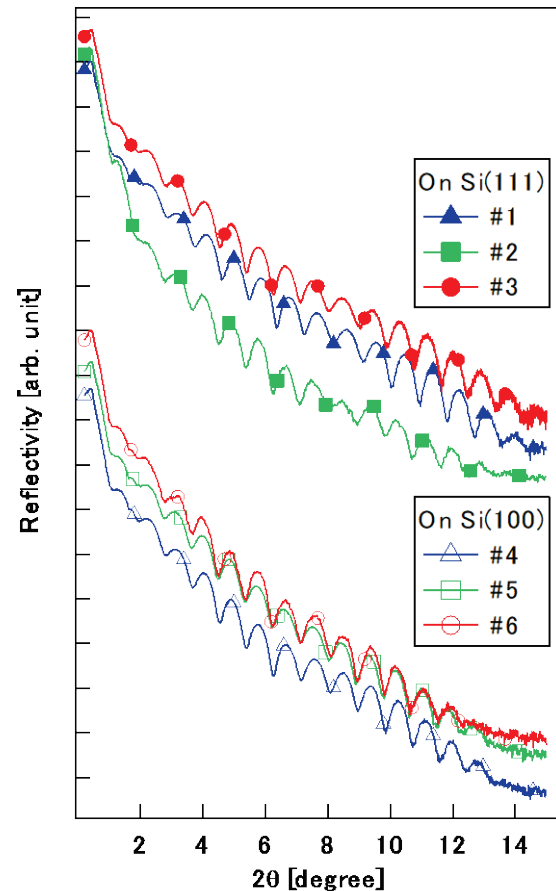 Reflectivity [arb. unit]
On Si(111)
#1
#2
#3
On Si(100)
#4
#5
#6
2 4 6 8 10 12 14
2θ [degree]